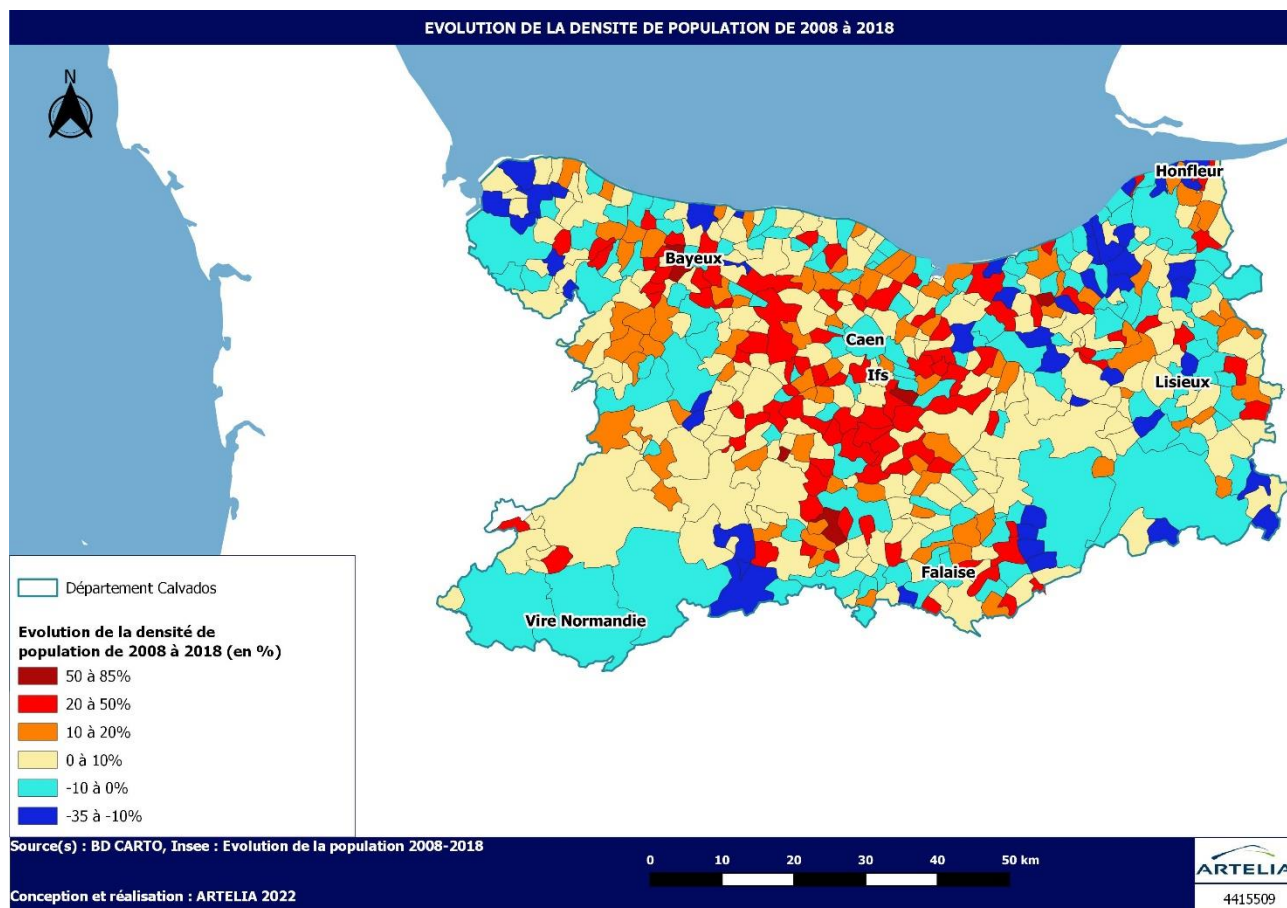 EVOLUTION DE LA DENSITE DE POPULATION DE 2008 à 2018
N
Honfleur
Bayeux
Caen
Ifs
Lisieux
Falaise
Vire Normandie
Département Calvados
Evolution de la densité de
population de 2008 à 2018 (en %)
50 à 85%
20 à 50%
10 à 20%
0 à 10%
-10 à 0%
-35 à -10%
Source(s) : BD CARTO, Insee : Evolution de la population 2008-2018
0 10 20 30 40 50 km
Conception et réalisation : ARTELIA 2022
ARTELIA
4415509